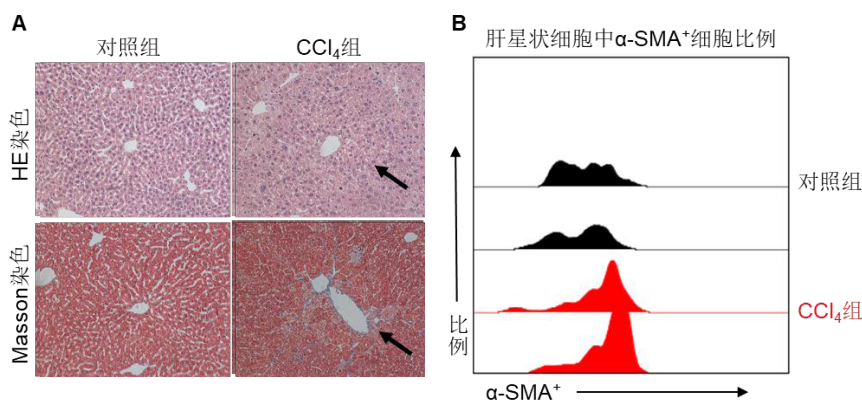 A
对照组
CCl₄组
HE染色
Masson染色
B
肝星状细胞中α-SMA⁺细胞比例
对照组
CCl₄组
比例
α-SMA⁺